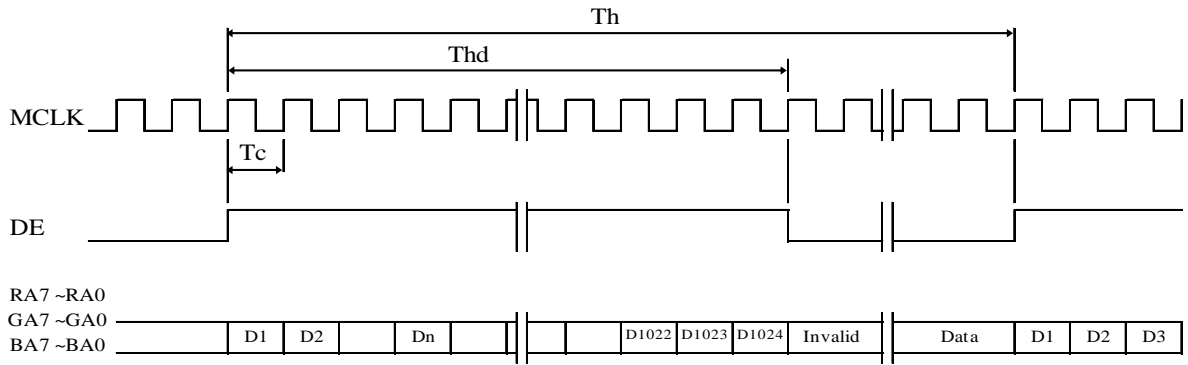 Th
Thd
MCLK
Tc
DE
RA7 ~RA0
GA7 ~GA0
BA7 ~BA0
D1 D2 Dn D1022 D1023 D1024 Invalid Data D1 D2 D3